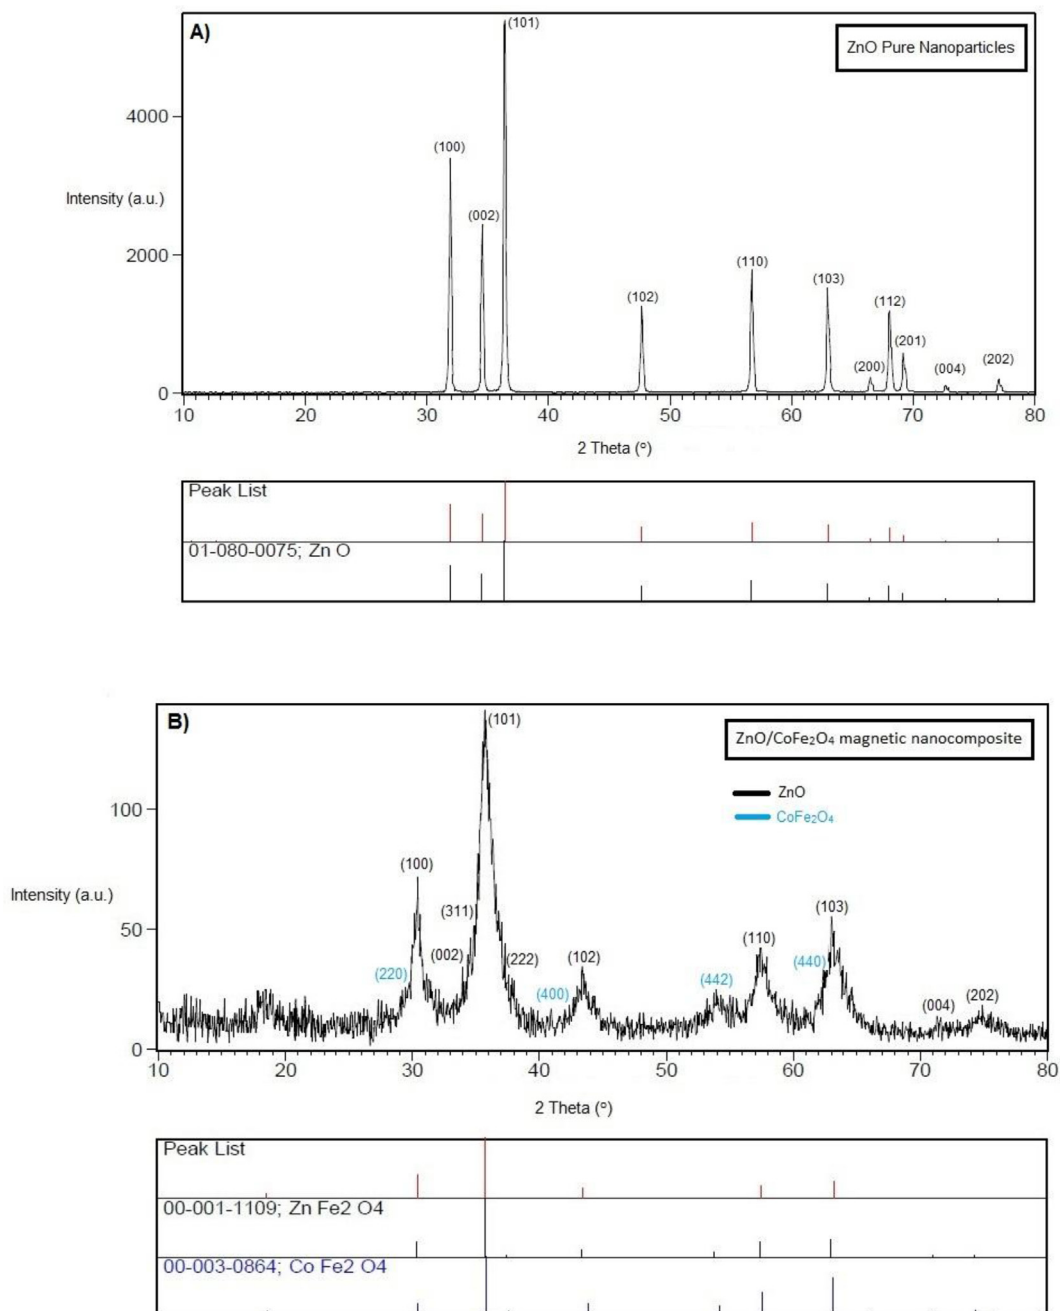 A)
ZnO Pure Nanoparticles
(101)
(100)
(002)
(102)
(110)
(103)
(200)
(112)
(201)
(004)
(202)
4000
2000
0
Intensity (a.u.)
10 20 30 40 50 60 70 80
2 Theta (°)
Peak List
01-080-0075; Zn O
B)
ZnO/CoFe₂O₄ magnetic nanocomposite
ZnO
CoFe₂O₄
(101)
(100)
(311)
(002)
(220)
(222)
(400)
(102)
(442)
(110)
(440)
(103)
(004)
(202)
100
50
0
Intensity (a.u.)
10 20 30 40 50 60 70 80
2 Theta (°)
Peak List
00-001-1109; Zn Fe2 O4
00-003-0864; Co Fe2 O4